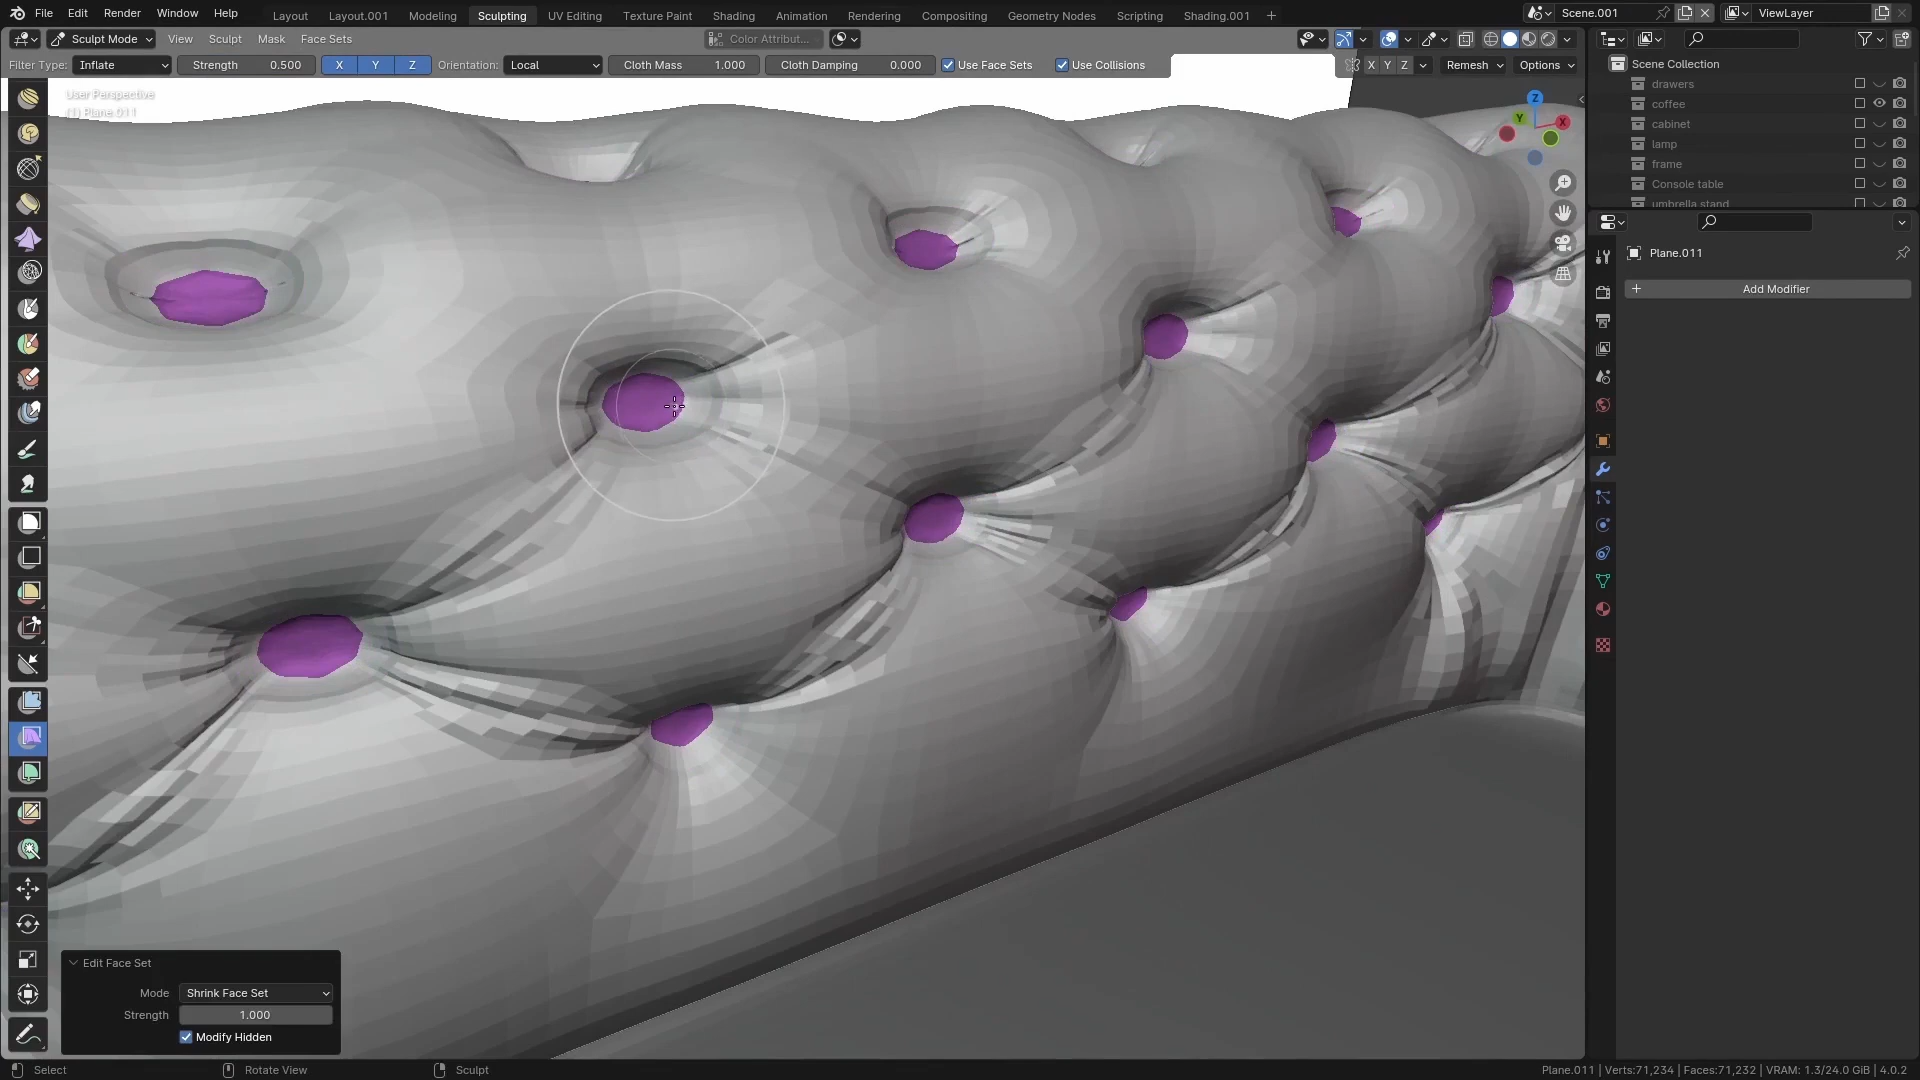 File Edit Render Window Help Layout Layout.001 Modeling Sculpting UV Editing Texture Paint Shading Animation Rendering Compositing Geometry Nodes Scripting Shading.001 + Scene.001 ViewLayer
Sculpt Mode View Sculpt Mask Face Sets Color Attribut...
Filter Type: Inflate Strength 0.500 X Y Z Orientation: Local Cloth Mass 1.000 Cloth Damping 0.000 Use Face Sets Use Collisions X Y Z Remesh Options
User Perspective
(1) Plane.011
Z
Y
X
Scene Collection
drawers
coffee
cabinet
lamp
frame
Console table
umbrella stand
Plane.011
+ Add Modifier
Edit Face Set
Mode Shrink Face Set
Strength 1.000
Modify Hidden
Select Rotate View Sculpt Plane.011 | Verts:71,234 | Faces:71,232 | VRAM: 1.3/24.0 GiB | 4.0.2